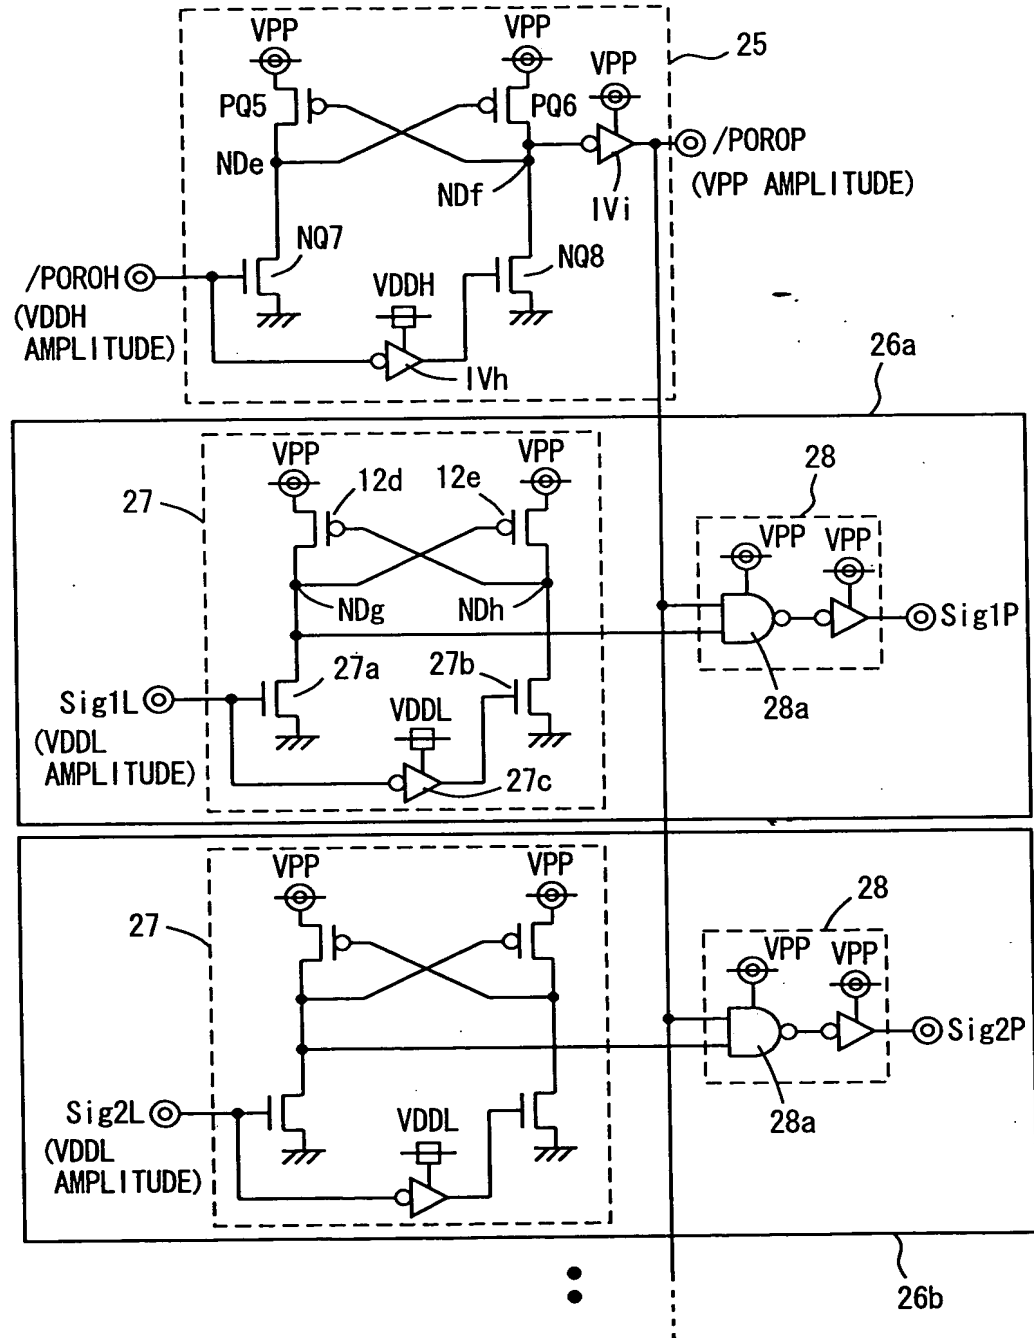 VPP
VPP
VPP
25
PQ5
PQ6
/POROP
(VPP AMPLITUDE)
NDe
NDf
IVi
NQ7
NQ8
/POROH
(VDDH
AMPLITUDE)
VDDH
IVh
26a
VPP
VPP
27
12d
12e
28
VPP
VPP
NDg
NDh
Sig1P
27a
27b
28a
Sig1L
(VDDL
AMPLITUDE)
VDDL
27c
VPP
VPP
27
28
VPP
VPP
Sig2P
28a
Sig2L
(VDDL
AMPLITUDE)
VDDL
26b